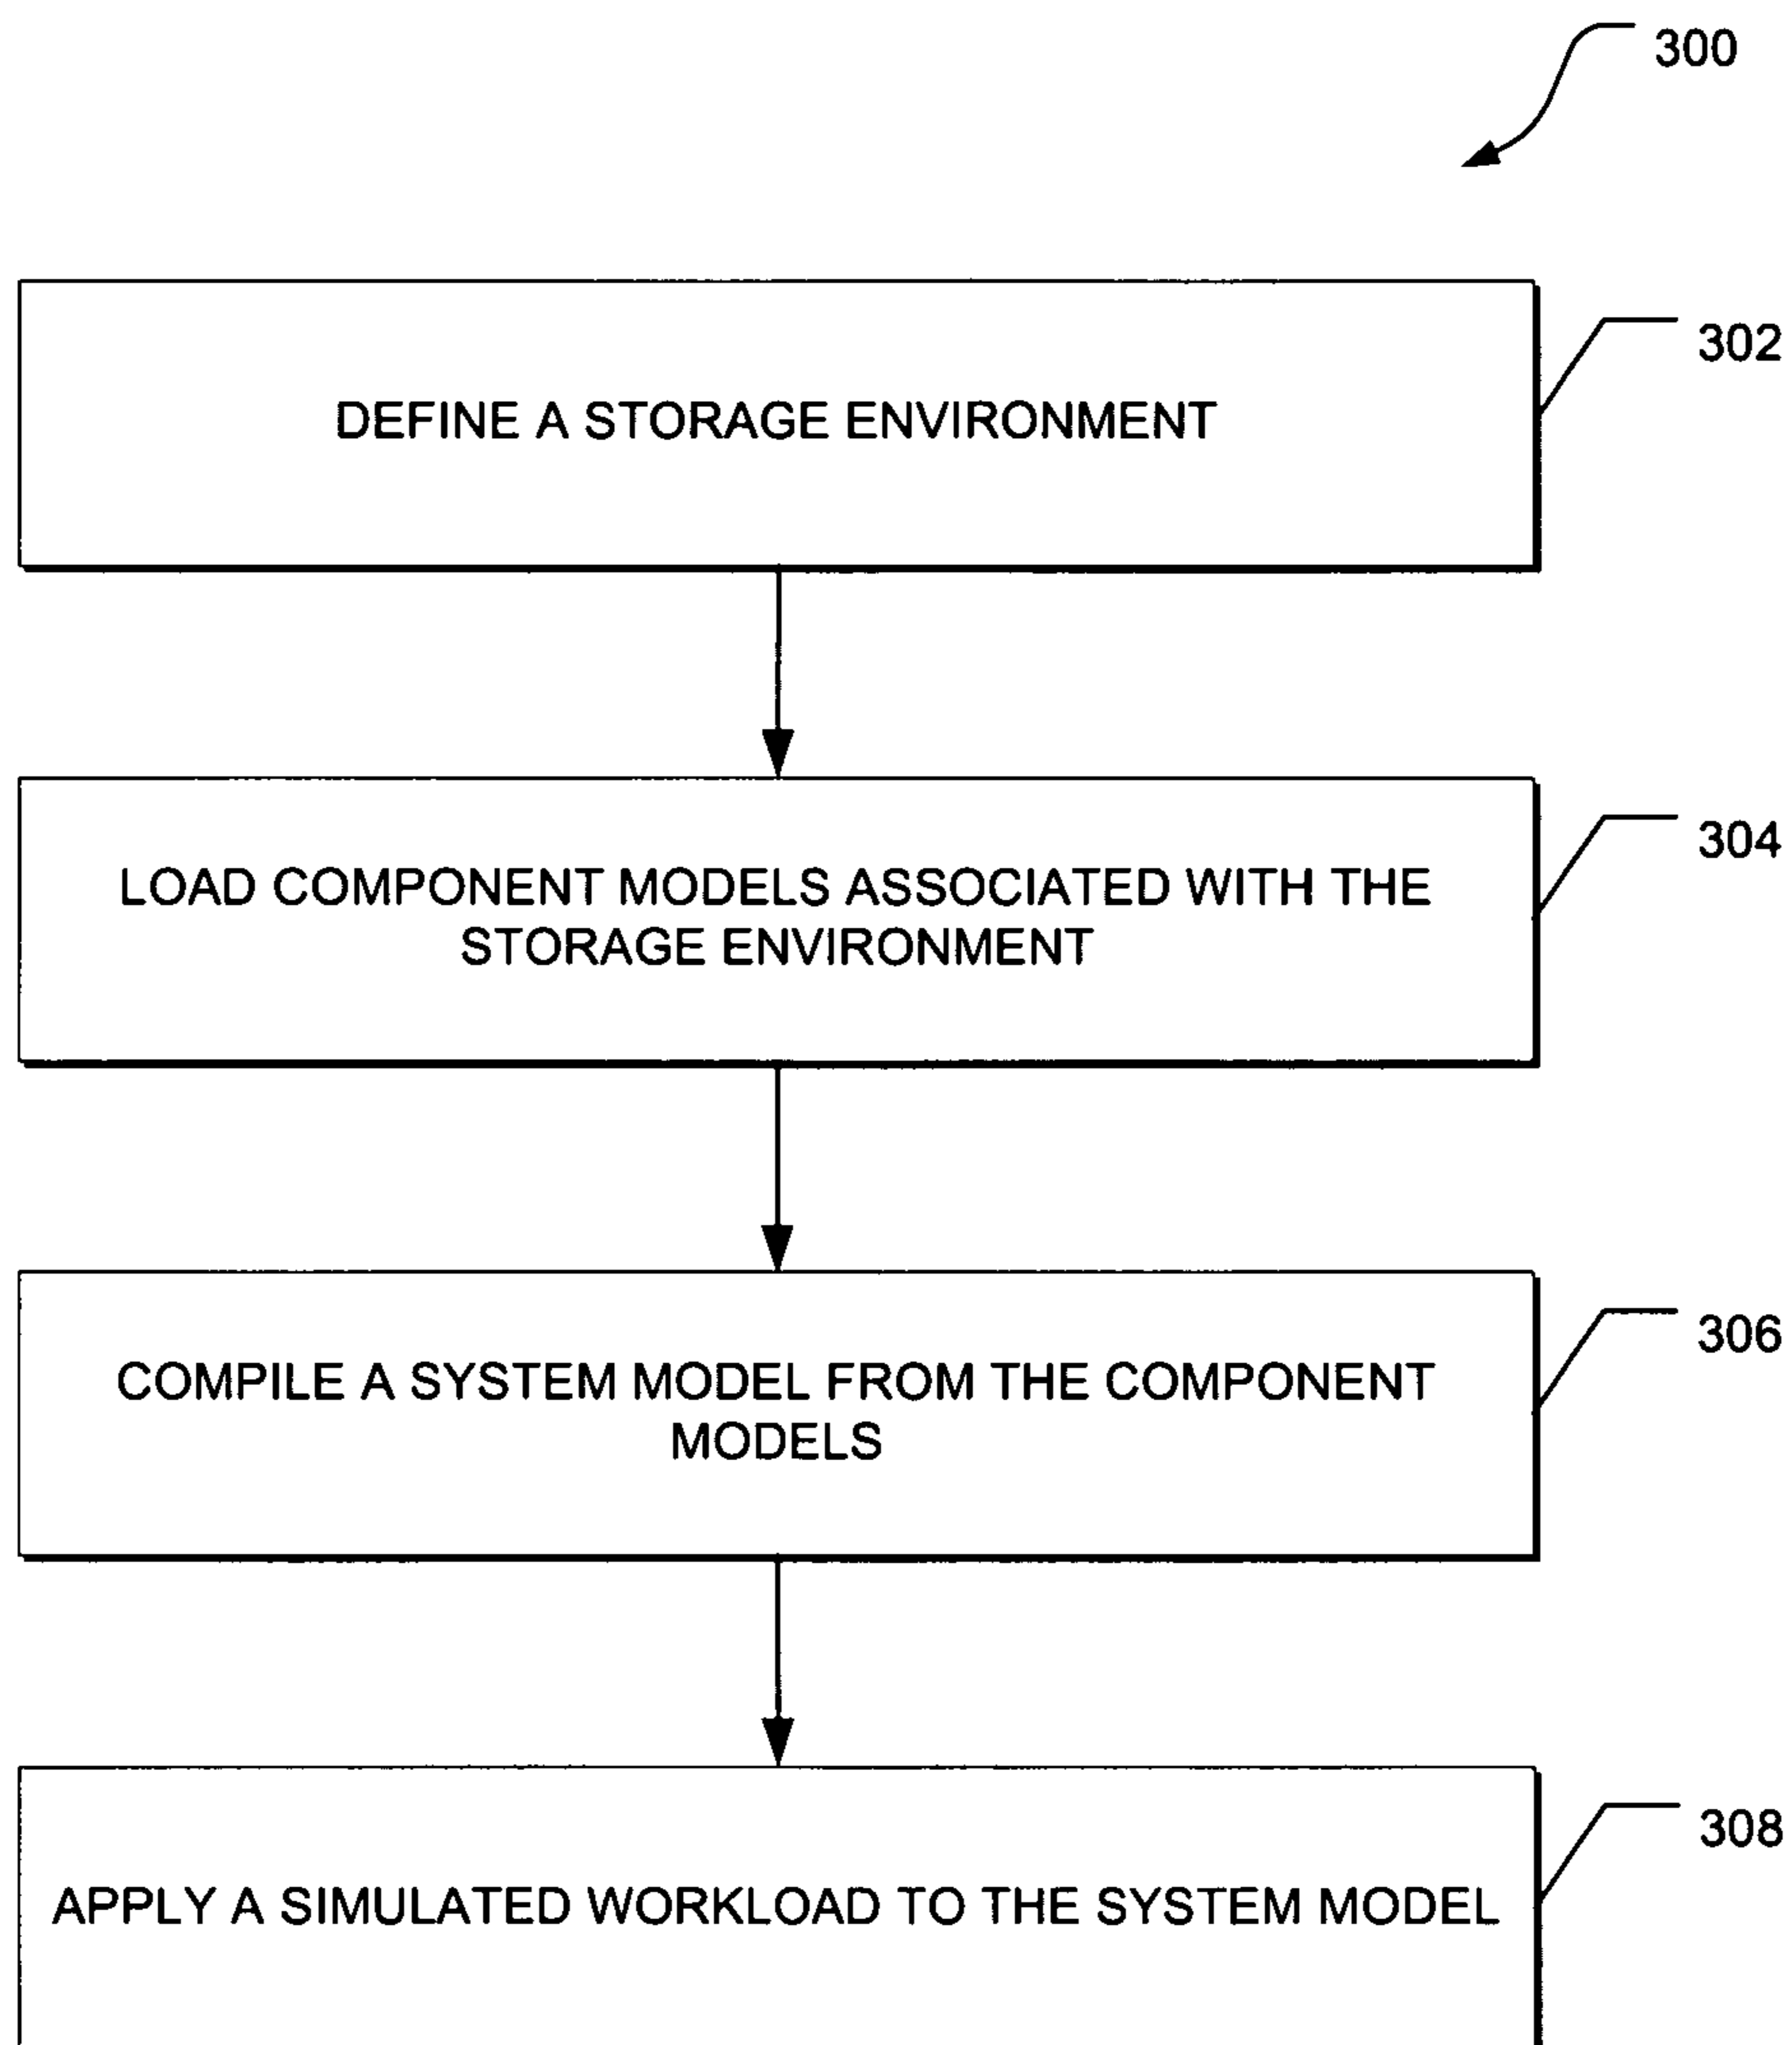 300
302
DEFINE A STORAGE ENVIRONMENT
304
LOAD COMPONENT MODELS ASSOCIATED WITH THE
STORAGE ENVIRONMENT
306
COMPILE A SYSTEM MODEL FROM THE COMPONENT
MODELS
308
APPLY A SIMULATED WORKLOAD TO THE SYSTEM MODEL